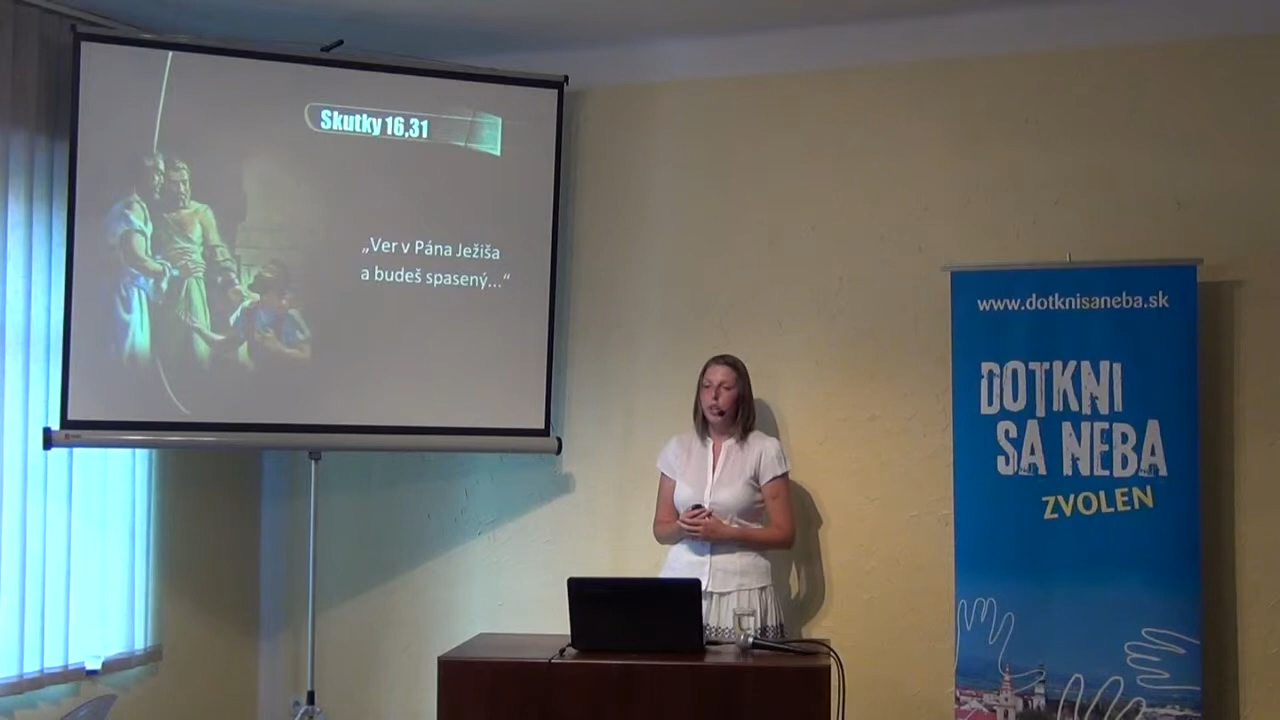 Skutky 16,31
„Ver v Pána Ježiša
a budeš spasený...“
www.dotknisaneba.sk
DOTKNI
SA NEBA
ZVOLEN